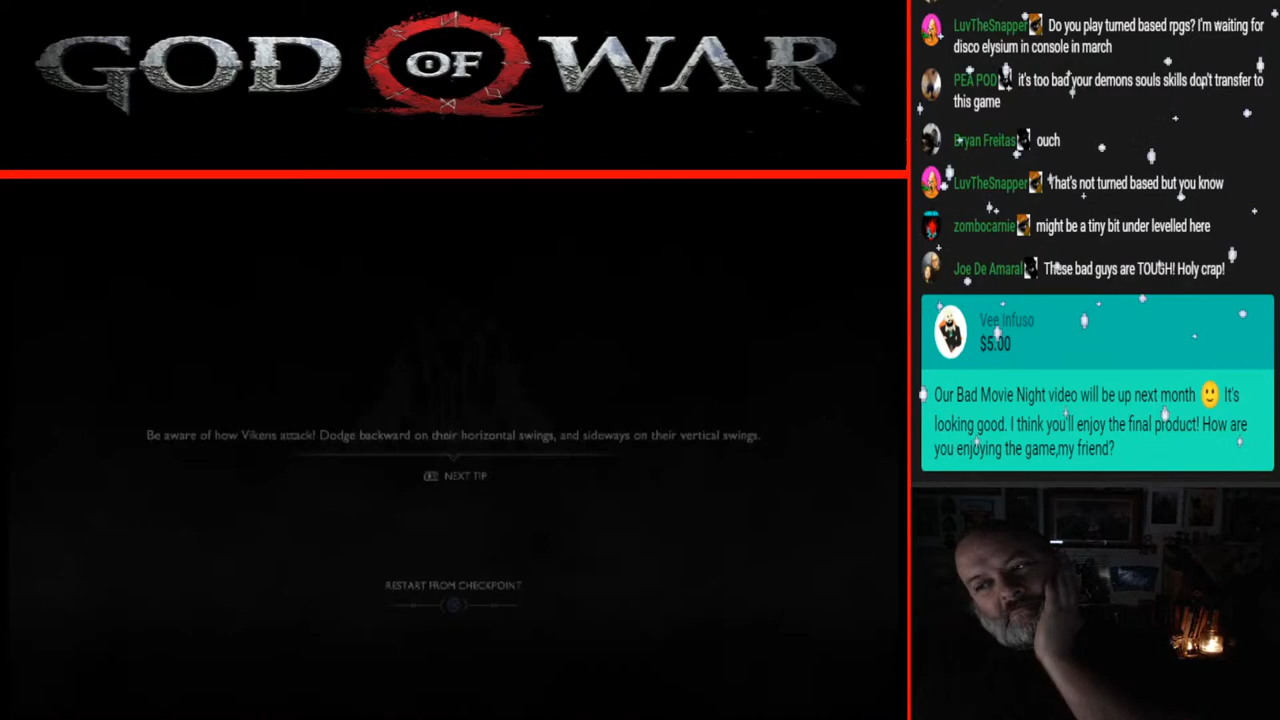 GOD OF WAR
Be aware of how Vikens attack! Dodge backward on their horizontal swings, and sideways on their vertical swings.
NEXT TIP
RESTART FROM CHECKPOINT
LuvTheSnapper Do you play turned based rpgs? I'm waiting for
disco elysium in console in march
PEA POD it's too bad your demons souls skills don't transfer to
this game
Bryan Freitas ouch
LuvTheSnapper That's not turned based but you know
zombocarnie might be a tiny bit under levelled here
Joe De Amaral These bad guys are TOUGH! Holy crap!
Vee Infuso
$5.00
Our Bad Movie Night video will be up next month 🙂 It's
looking good. I think you'll enjoy the final product! How are
you enjoying the game,my friend?